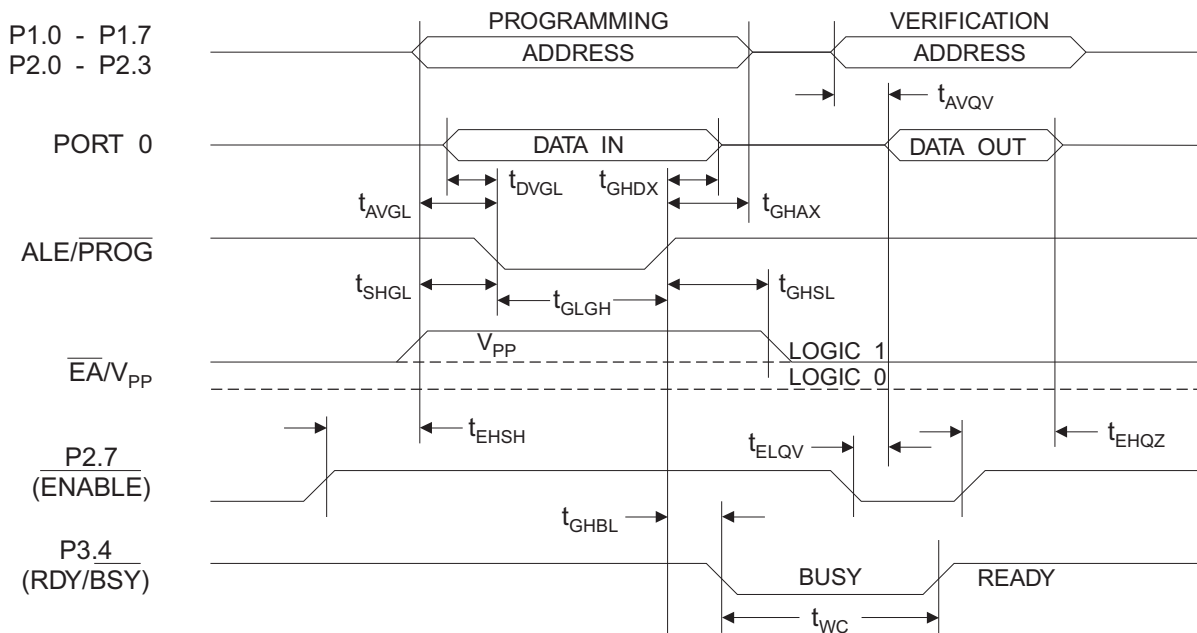 PROGRAMMING
VERIFICATION
P1.0 - P1.7
P2.0 - P2.3
ADDRESS
ADDRESS
tAVQV
PORT 0
DATA IN
DATA OUT
tDVGL
tGHDX
tAVGL
tGHAX
ALE/PROG
tSHGL
tGLGH
tGHSL
VPP
LOGIC 1
EA/VPP
LOGIC 0
tEHSH
tELQV
tEHQZ
P2.7
(ENABLE)
tGHBL
P3.4
(RDY/BSY)
BUSY
READY
tWC